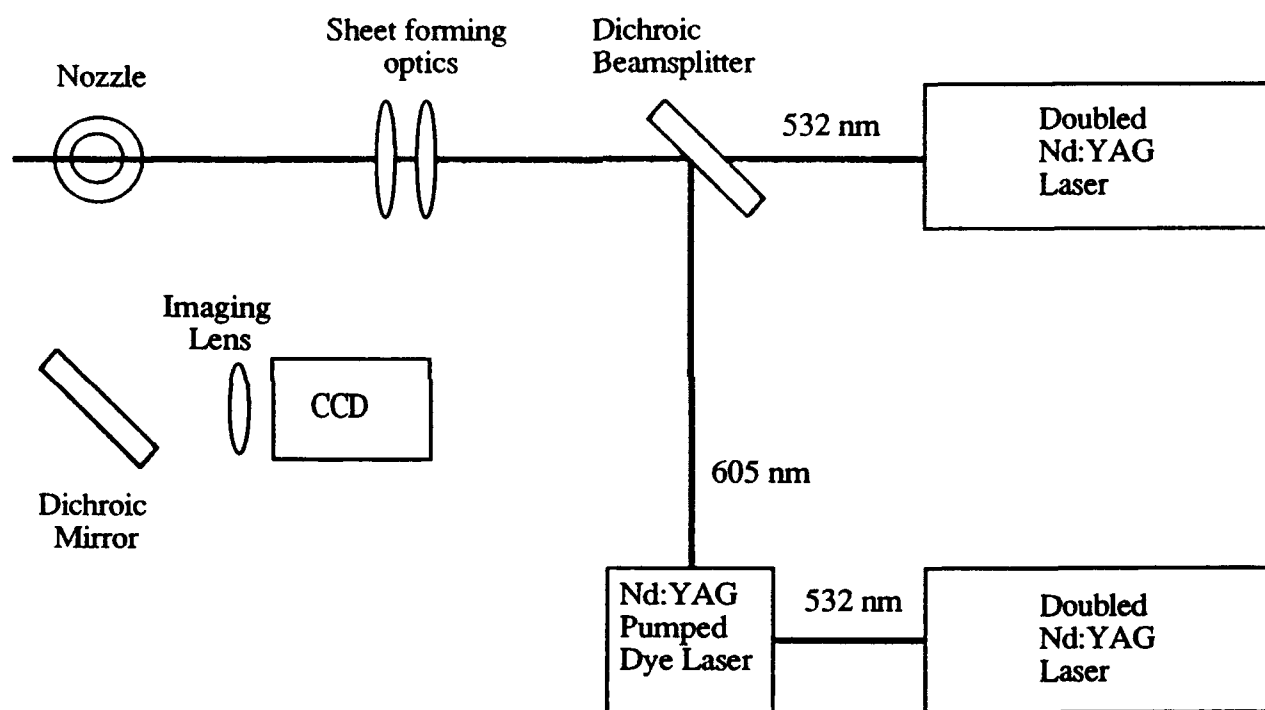 Sheet forming
optics
Dichroic
Beamsplitter
Nozzle
532 nm
Doubled
Nd:YAG
Laser
Imaging
Lens
CCD
Dichroic
Mirror
605 nm
Nd:YAG
Pumped
Dye Laser
532 nm
Doubled
Nd:YAG
Laser